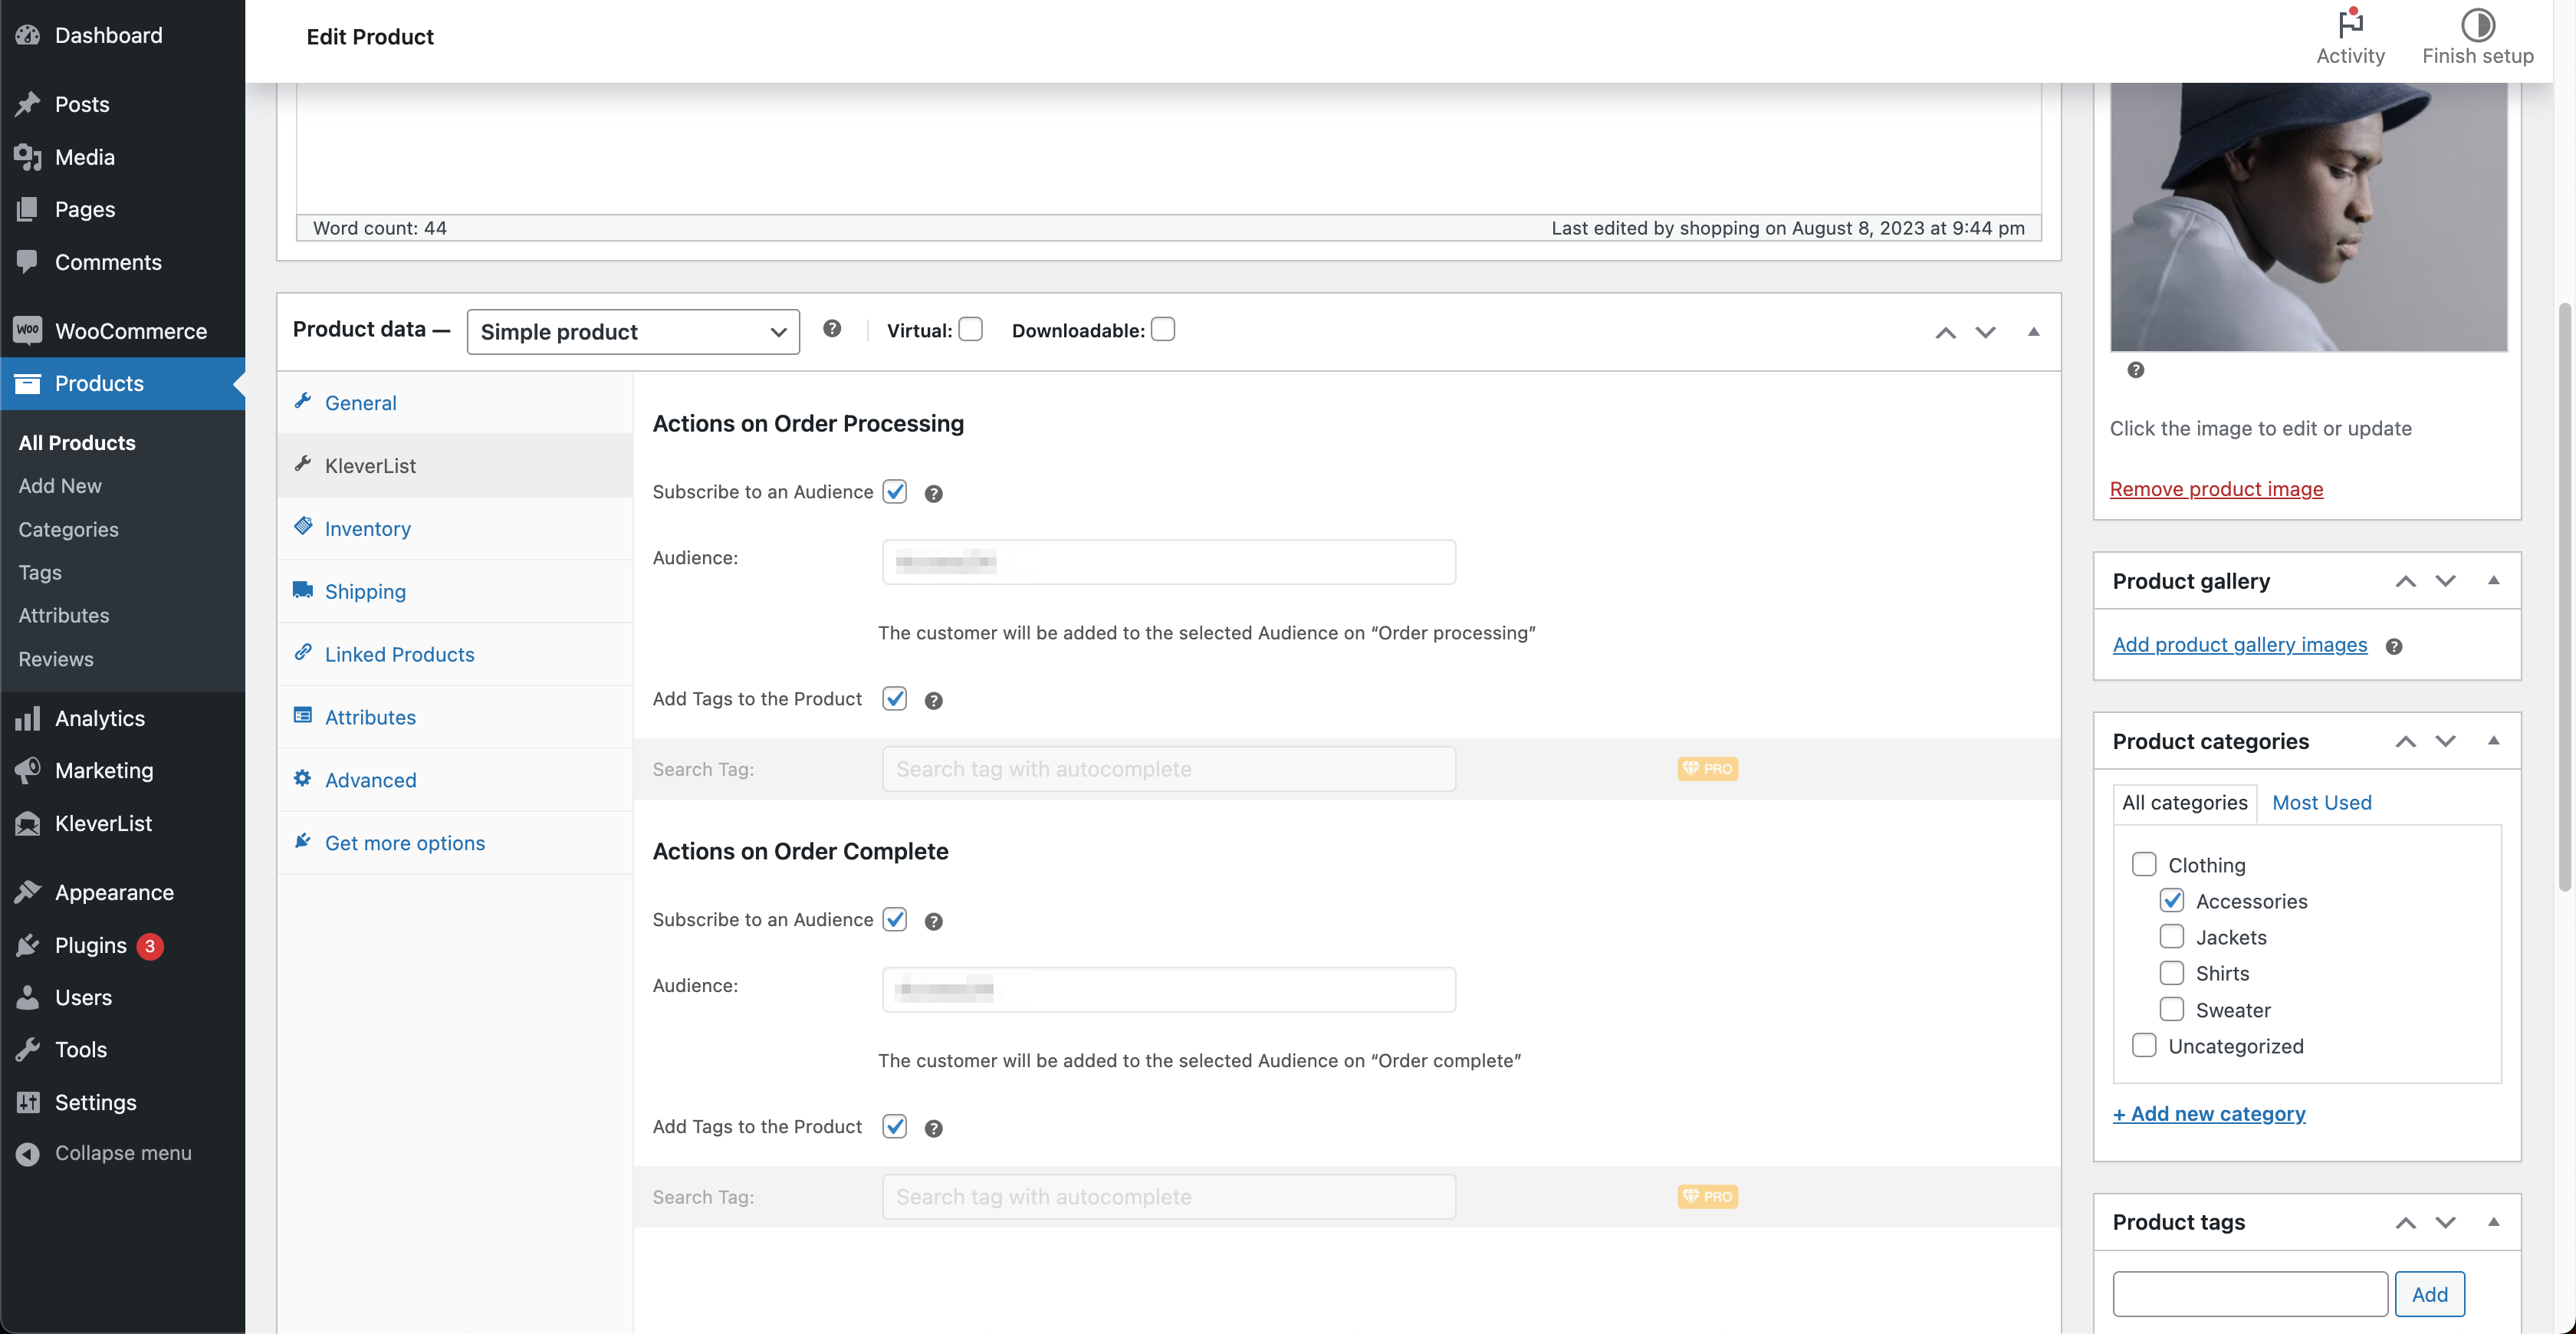 Dashboard
Posts
Media
Pages
Comments
WOO WooCommerce
Products
All Products
Add New
Categories
Tags
Attributes
Reviews
Analytics
Marketing
KleverList
Appearance
Plugins 3
Users
Tools
Settings
Collapse menu
Edit Product
Activity
Finish setup
Word count: 44 Last edited by shopping on August 8, 2023 at 9:44 pm
Product data — Simple product ? Virtual: Downloadable:
General
KleverList
Inventory
Shipping
Linked Products
Attributes
Advanced
Get more options
Actions on Order Processing
Subscribe to an Audience ?
Audience:
The customer will be added to the selected Audience on “Order processing”
Add Tags to the Product ?
Search Tag: Search tag with autocomplete PRO
Actions on Order Complete
Subscribe to an Audience ?
Audience:
The customer will be added to the selected Audience on “Order complete”
Add Tags to the Product ?
Search Tag: Search tag with autocomplete PRO
?
Click the image to edit or update
Remove product image
Product gallery
Add product gallery images ?
Product categories
All categories Most Used
Clothing
Accessories
Jackets
Shirts
Sweater
Uncategorized
+ Add new category
Product tags
Add